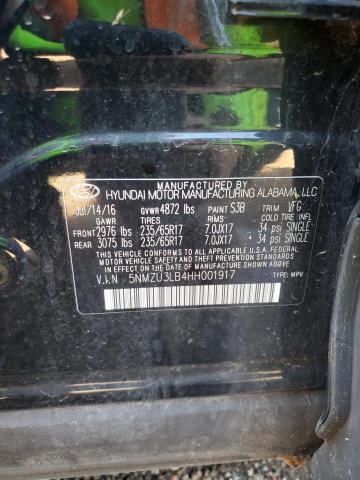 MANUFACTURED BY
HYUNDAI MOTOR MANUFACTURING ALABAMA, LLC
Jul/14/16 GVWR 4872 lbs PAINT S3B TRIM VFG
GAWR TIRES RIMS COLD TIRE INFL.
FRONT 2976 lbs 235/65R17 7.0JX17 34 psi SINGLE
REAR 3075 lbs 235/65R17 7.0JX17 34 psi SINGLE
THIS VEHICLE CONFORMS TO ALL APPLICABLE U.S. FEDERAL
MOTOR VEHICLE SAFETY AND THEFT PREVENTION
STANDARDS IN EFFECT ON THE DATE OF
MANUFACTURE SHOWN ABOVE.
V.I.N 5NMZU3LB4HH001917
TYPE: MPV